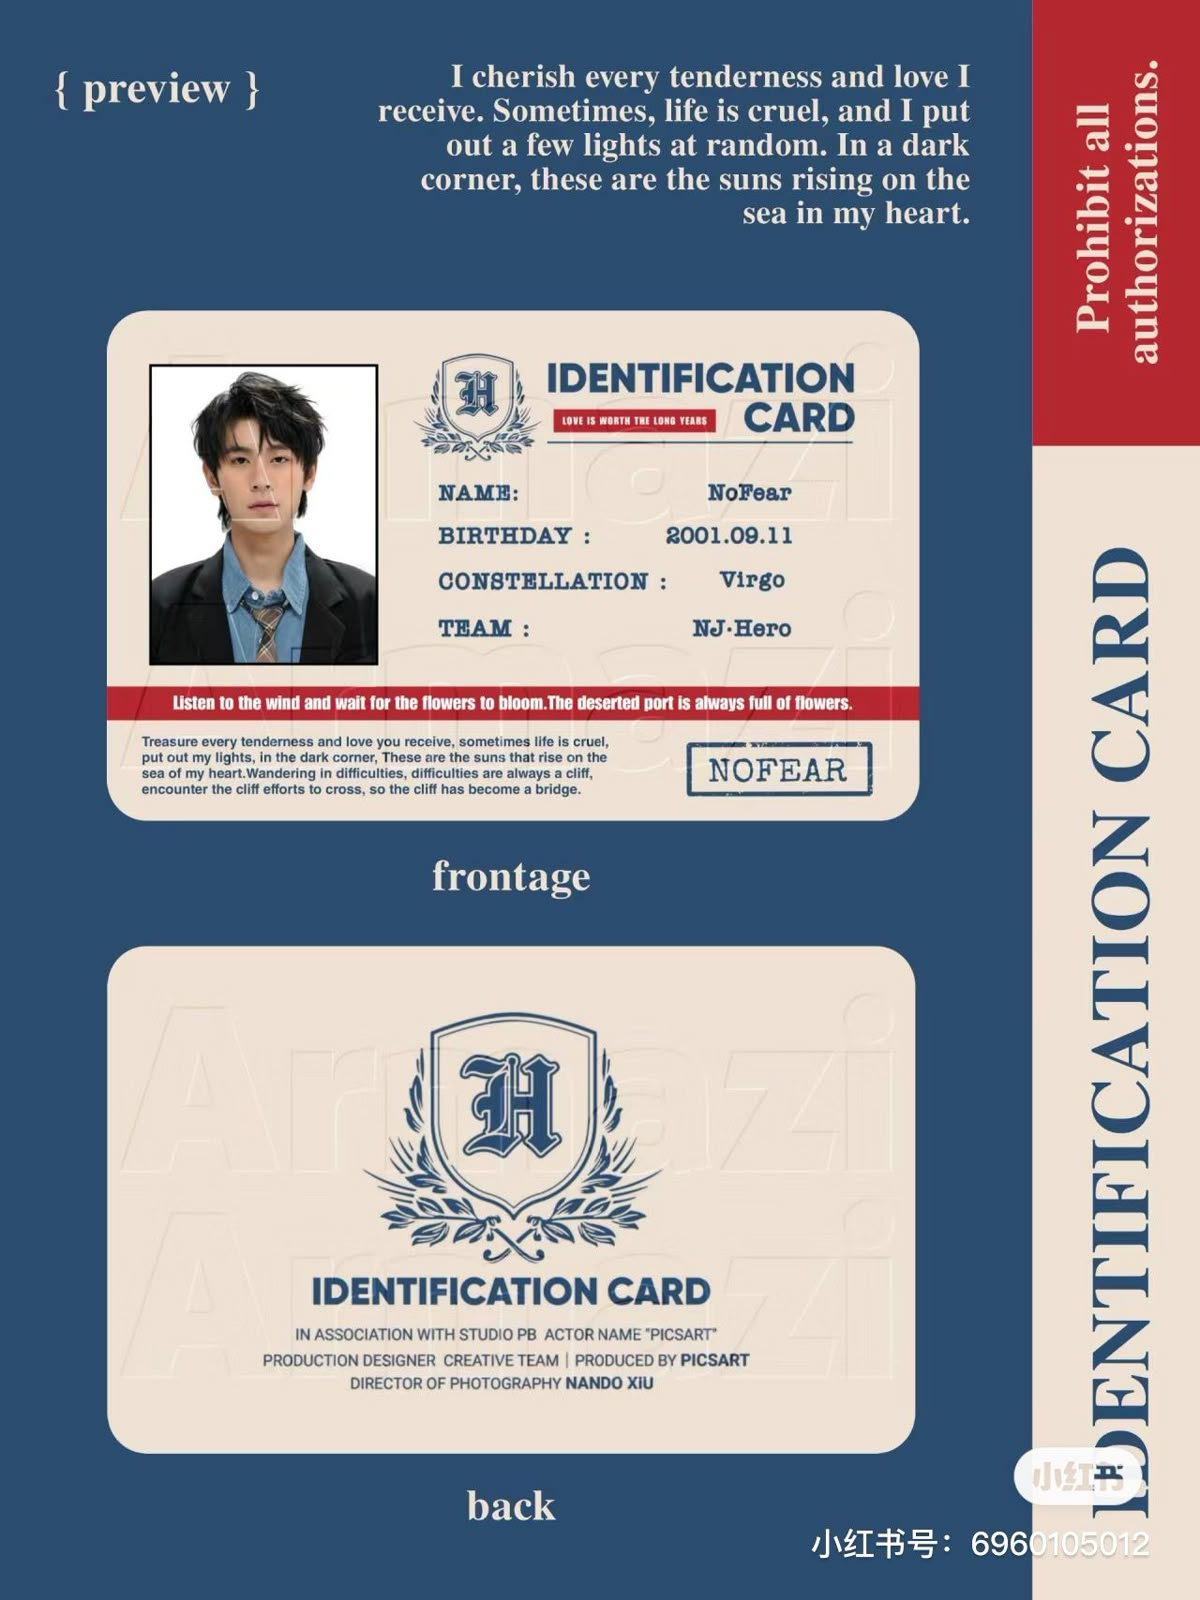 { preview }
I cherish every tenderness and love I
receive. Sometimes, life is cruel, and I put
out a few lights at random. In a dark
corner, these are the suns rising on the
sea in my heart.
Prohibit all
authorizations.
IDENTIFICATION CARD
H
IDENTIFICATION
CARD
LOVE IS WORTH THE LONG YEARS
NAME: NoFear
BIRTHDAY : 2001.09.11
CONSTELLATION : Virgo
TEAM : NJ·Hero
Listen to the wind and wait for the flowers to bloom.The deserted port is always full of flowers.
Treasure every tenderness and love you receive, sometimes life is cruel,
put out my lights, in the dark corner, These are the suns that rise on the
sea of my heart.Wandering in difficulties, difficulties are always a cliff,
encounter the cliff efforts to cross, so the cliff has become a bridge.
NOFEAR
Armazi
Armazi
frontage
H
IDENTIFICATION CARD
IN ASSOCIATION WITH STUDIO PB ACTOR NAME "PICSART"
PRODUCTION DESIGNER CREATIVE TEAM | PRODUCED BY PICSART
DIRECTOR OF PHOTOGRAPHY NANDO XiU
Armazi
Armazi
back
小红书
小红书号：6960105012